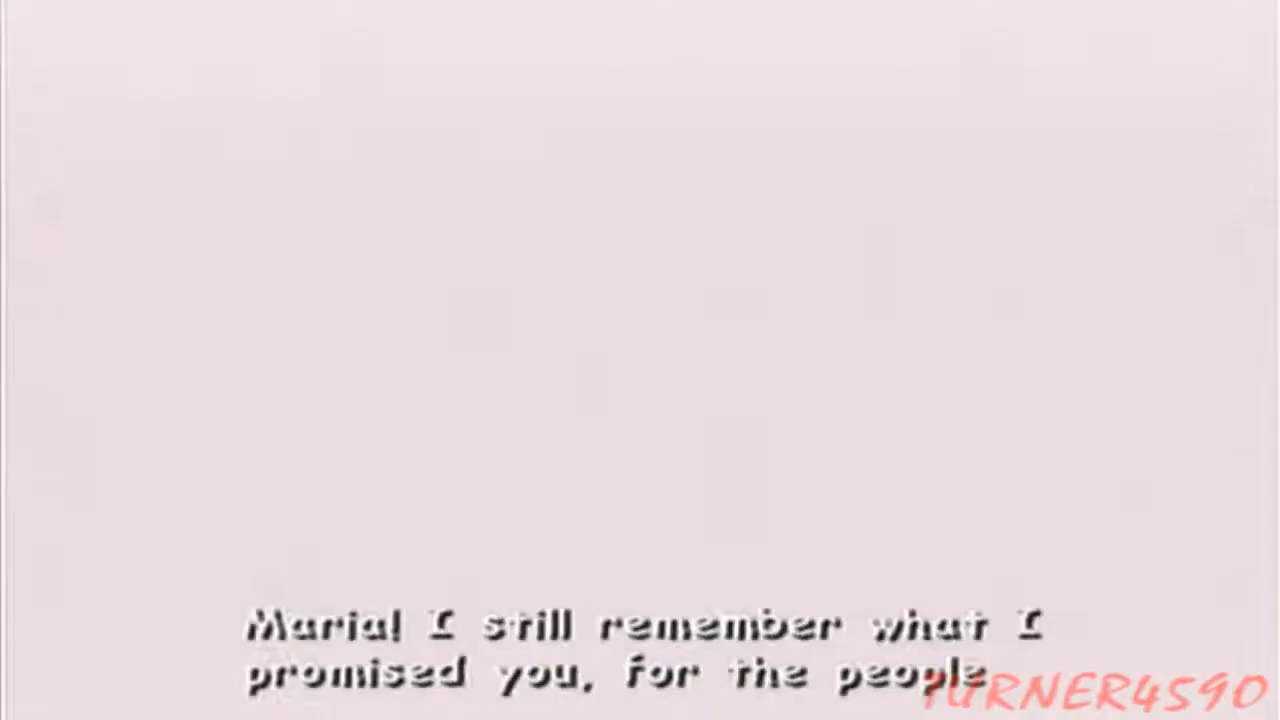 Maria! I still remember what I
promised you, for the people
TURNER4590